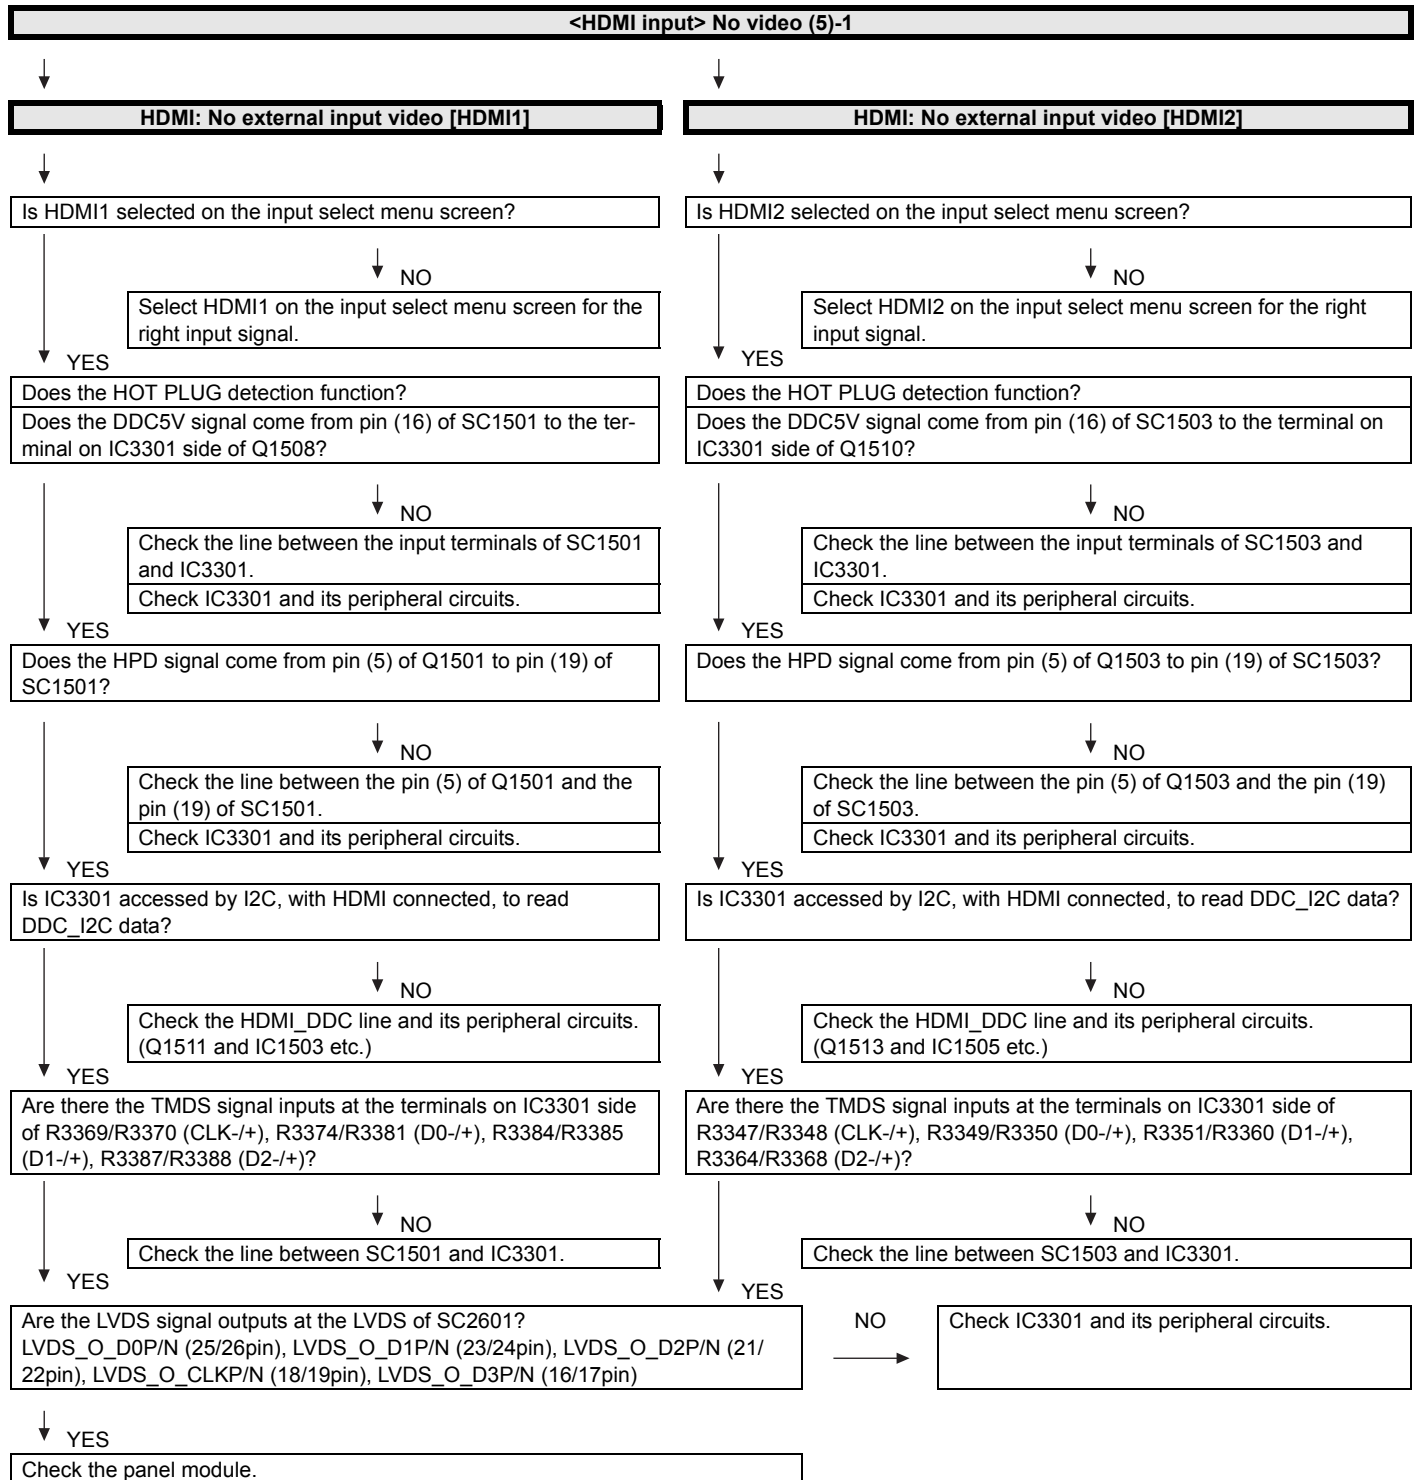 <HDMI input> No video (5)-1
HDMI: No external input video [HDMI1]
Is HDMI1 selected on the input select menu screen?
NO
Select HDMI1 on the input select menu screen for the
right input signal.
YES
Does the HOT PLUG detection function?
Does the DDC5V signal come from pin (16) of SC1501 to the ter-
minal on IC3301 side of Q1508?
NO
Check the line between the input terminals of SC1501
and IC3301.
Check IC3301 and its peripheral circuits.
YES
Does the HPD signal come from pin (5) of Q1501 to pin (19) of
SC1501?
NO
Check the line between the pin (5) of Q1501 and the
pin (19) of SC1501.
Check IC3301 and its peripheral circuits.
YES
Is IC3301 accessed by I2C, with HDMI connected, to read
DDC_I2C data?
NO
Check the HDMI_DDC line and its peripheral circuits.
(Q1511 and IC1503 etc.)
YES
Are there the TMDS signal inputs at the terminals on IC3301 side
of R3369/R3370 (CLK-/+), R3374/R3381 (D0-/+), R3384/R3385
(D1-/+), R3387/R3388 (D2-/+)?
NO
Check the line between SC1501 and IC3301.
YES
HDMI: No external input video [HDMI2]
Is HDMI2 selected on the input select menu screen?
NO
Select HDMI2 on the input select menu screen for the right
input signal.
YES
Does the HOT PLUG detection function?
Does the DDC5V signal come from pin (16) of SC1503 to the terminal on
IC3301 side of Q1510?
NO
Check the line between the input terminals of SC1503 and
IC3301.
Check IC3301 and its peripheral circuits.
YES
Does the HPD signal come from pin (5) of Q1503 to pin (19) of SC1503?
NO
Check the line between the pin (5) of Q1503 and the pin (19)
of SC1503.
Check IC3301 and its peripheral circuits.
YES
Is IC3301 accessed by I2C, with HDMI connected, to read DDC_I2C data?
NO
Check the HDMI_DDC line and its peripheral circuits.
(Q1513 and IC1505 etc.)
YES
Are there the TMDS signal inputs at the terminals on IC3301 side of
R3347/R3348 (CLK-/+), R3349/R3350 (D0-/+), R3351/R3360 (D1-/+),
R3364/R3368 (D2-/+)?
NO
Check the line between SC1503 and IC3301.
YES
Are the LVDS signal outputs at the LVDS of SC2601?
LVDS_O_D0P/N (25/26pin), LVDS_O_D1P/N (23/24pin), LVDS_O_D2P/N (21/
22pin), LVDS_O_CLKP/N (18/19pin), LVDS_O_D3P/N (16/17pin)
NO
Check IC3301 and its peripheral circuits.
YES
Check the panel module.